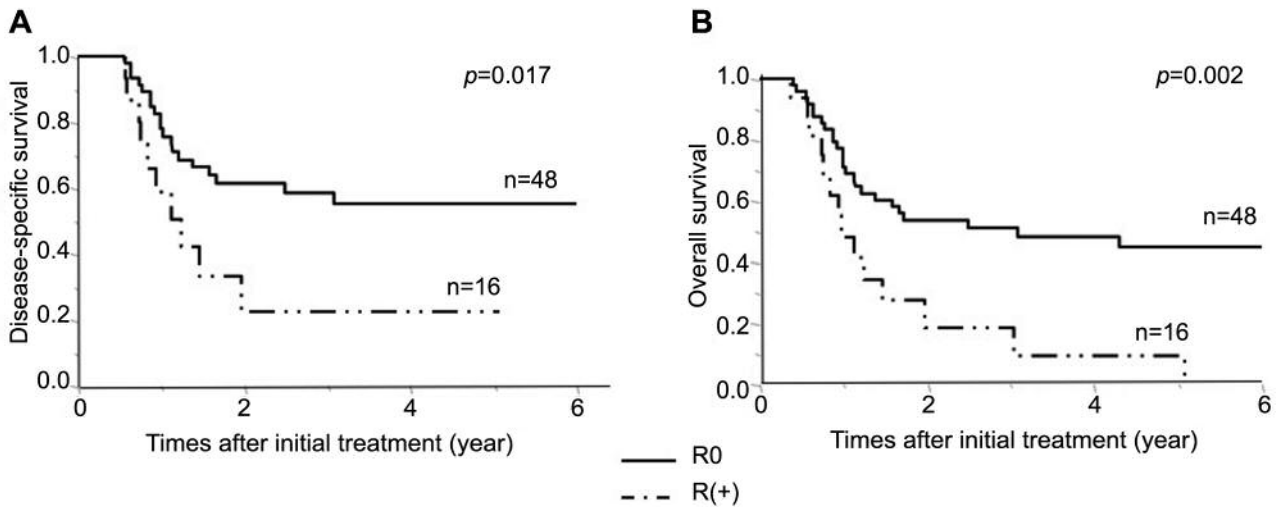 A
B
1.0
0.8
0.6
0.4
0.2
0.0
Disease-specific survival
p=0.017
n=48
n=16
0
2
4
6
Times after initial treatment (year)
1.0
0.8
0.6
0.4
0.2
0.0
Overall survival
p=0.002
n=48
n=16
0
2
4
6
Times after initial treatment (year)
R0
R(+)